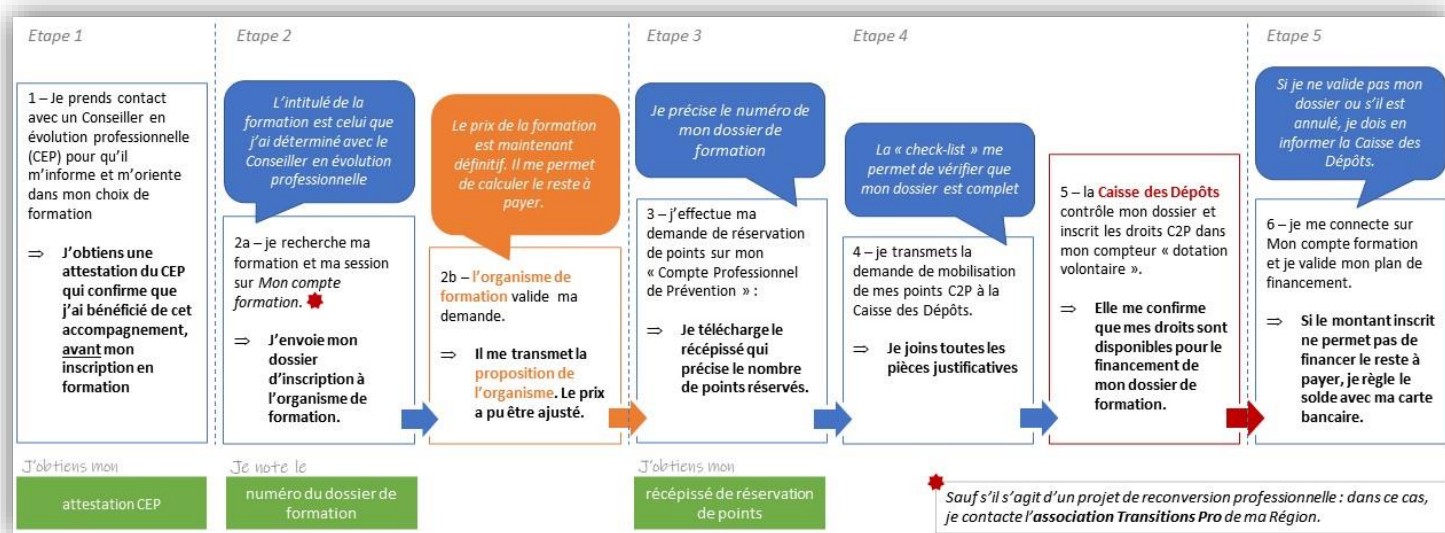 Etape 1
1 – Je prends contact
avec un Conseiller en
évolution professionnelle
(CEP) pour qu'il
m'informe et m'oriente
dans mon choix de
formation
⇒ J'obtiens une
attestation du CEP
qui confirme que
j'ai bénéficié de cet
accompagnement,
avant mon
inscription en
formation
J'obtiens mon
attestation CEP
Etape 2
L'intitulé de la
formation est celui que
j'ai déterminé avec le
Conseiller en évolution
professionnelle
2a – je recherche ma
formation et ma session
sur Mon compte
formation.
⇒ J'envoie mon
dossier
d'inscription à
l'organisme de
formation.
Je note le
numéro du dossier de
formation
Le prix de la formation
est maintenant
définitif. Il me permet
de calculer le reste à
payer.
2b – l'organisme de
formation valide ma
demande.
⇒ Il me transmet la
proposition de
l'organisme. Le prix
a pu être ajusté.
Etape 3
Je précise le numéro de
mon dossier de
formation
3 – j'effectue ma
demande de réservation
de points sur mon
« Compte Professionnel
de Prévention » :
⇒ Je télécharge le
récépissé qui
précise le nombre
de points réservés.
J'obtiens mon
récépissé de réservation
de points
Etape 4
La « check-list » me
permet de vérifier que
mon dossier est complet
4 – je transmets la
demande de mobilisation
de mes points C2P à la
Caisse des Dépôts.
⇒ Je joins toutes les
pièces justificatives
5 – la Caisse des Dépôts
contrôle mon dossier et
inscrit les droits C2P dans
mon compteur « dotation
volontaire ».
⇒ Elle me confirme
que mes droits sont
disponibles pour le
financement de
mon dossier de
formation.
Etape 5
Si je ne valide pas mon
dossier ou s'il est
annulé, je dois en
informer la Caisse des
Dépôts.
6 – je me connecte sur
Mon compte formation
et je valide mon plan de
financement.
⇒ Si le montant inscrit
ne permet pas de
financer le reste à
payer, je règle le
solde avec ma carte
bancaire.
Sauf s'il s'agit d'un projet de reconversion professionnelle : dans ce cas,
je contacte l'association Transitions Pro de ma Région.